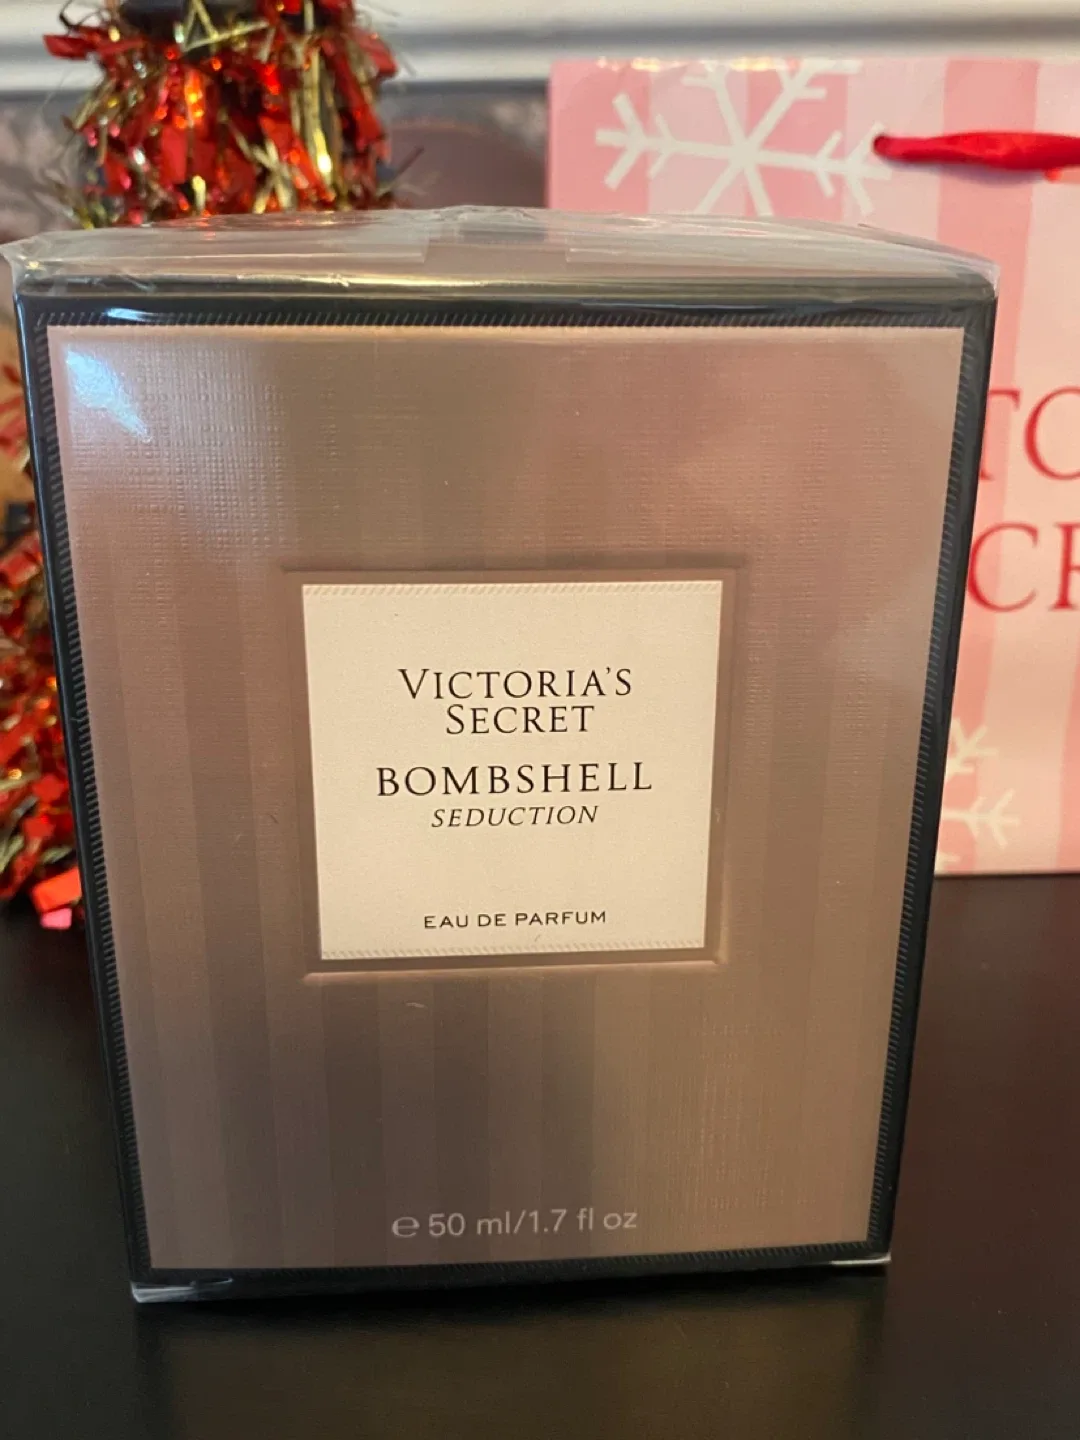 VICTORIA'S
SECRET
BOMBSHELL
SEDUCTION
EAU DE PARFUM
℮ 50 ml/1.7 fl oz